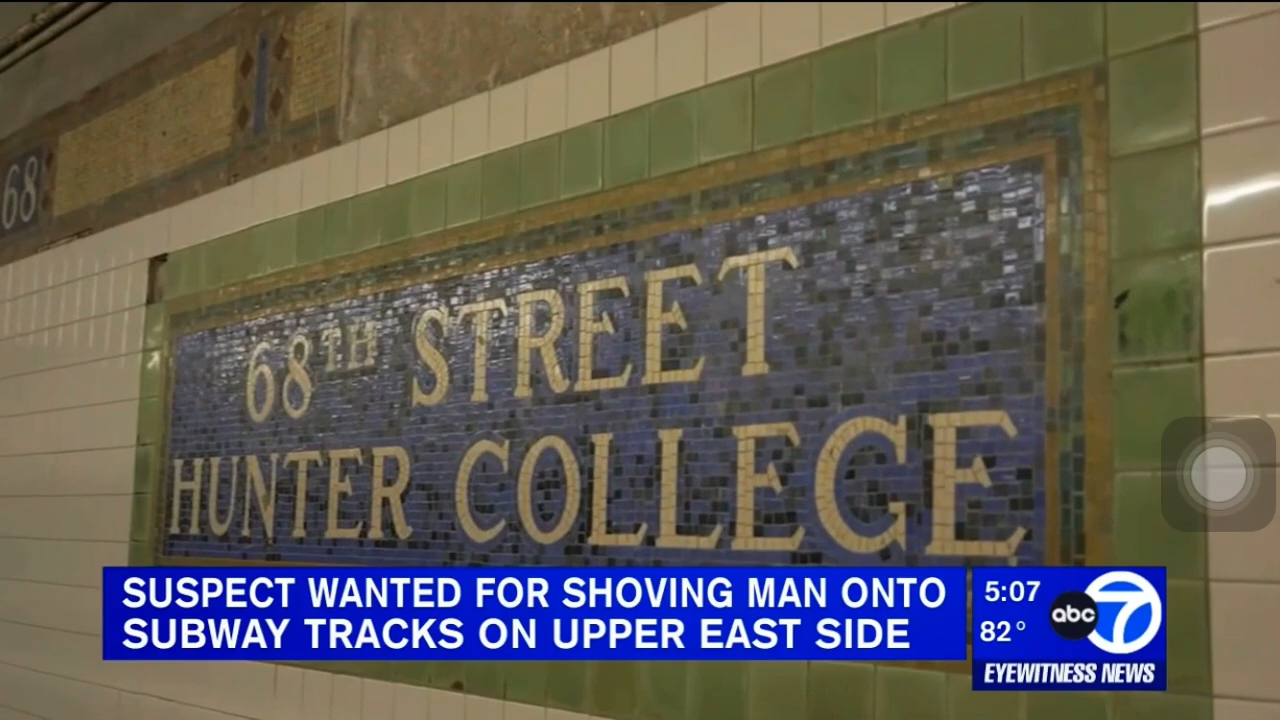 68
68TH STREET
HUNTER COLLEGE
SUSPECT WANTED FOR SHOVING MAN ONTO
SUBWAY TRACKS ON UPPER EAST SIDE
5:07
82°
abc 7
EYEWITNESS NEWS